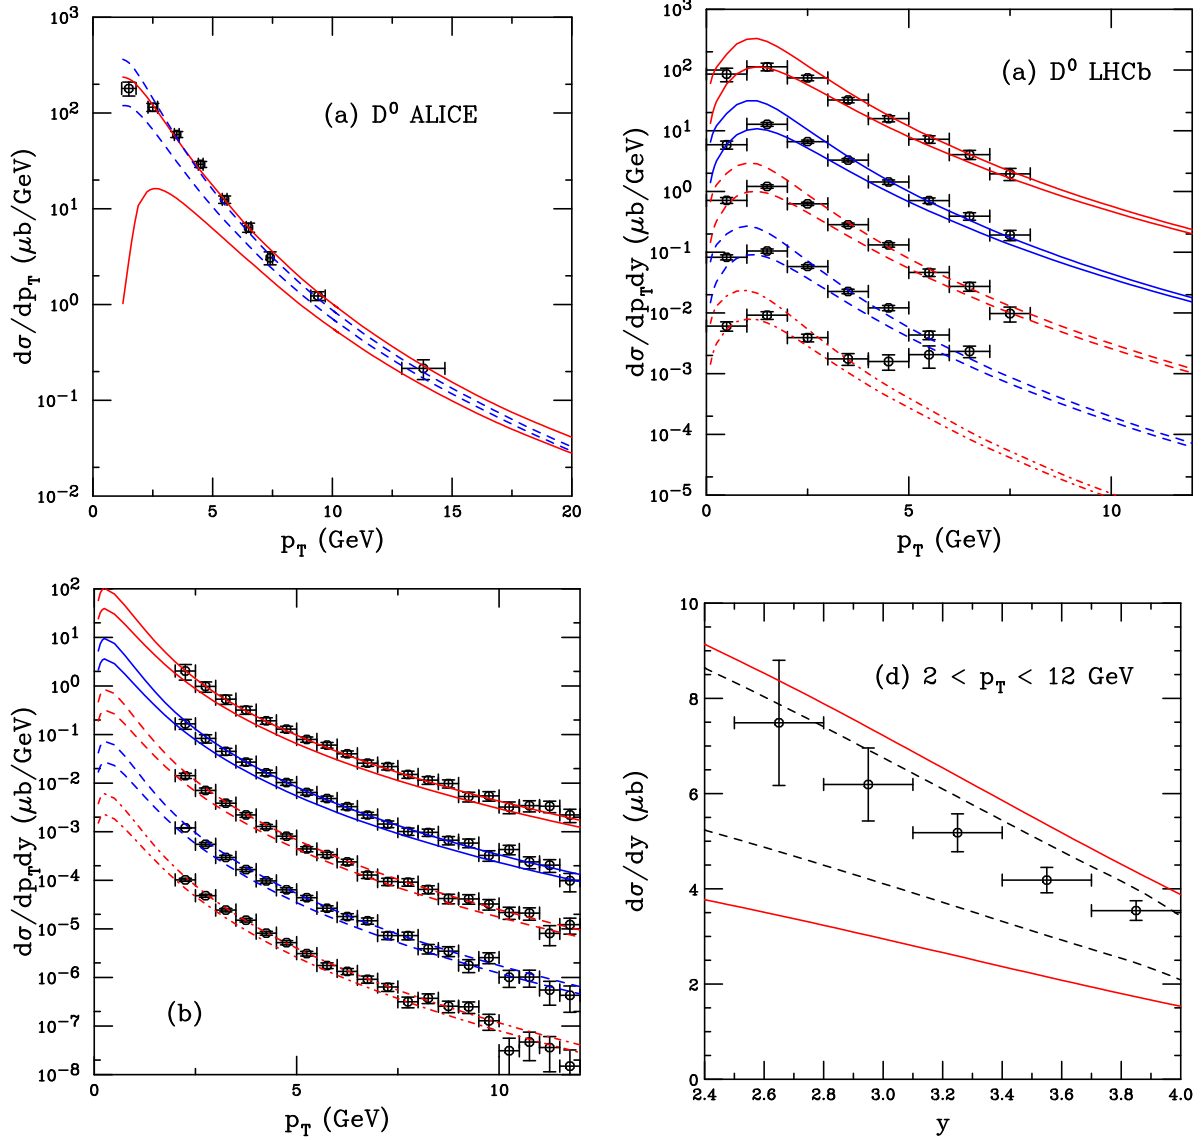 10³
10²
10¹
10⁰
10⁻¹
10⁻²
dσ/dp_T (μb/GeV)
(a) D⁰ ALICE
0 5 10 15 20
p_T (GeV)
10³
10²
10¹
10⁰
10⁻¹
10⁻²
10⁻³
10⁻⁴
10⁻⁵
dσ/dp_Tdy (μb/GeV)
(a) D⁰ LHCb
0 5 10
p_T (GeV)
10²
10¹
10⁰
10⁻¹
10⁻²
10⁻³
10⁻⁴
10⁻⁵
10⁻⁶
10⁻⁷
10⁻⁸
dσ/dp_Tdy (μb/GeV)
(b)
0 5 10
p_T (GeV)
10
8
6
4
2
0
dσ/dy (μb)
(d) 2 < p_T < 12 GeV
2.4 2.6 2.8 3.0 3.2 3.4 3.6 3.8 4.0
y